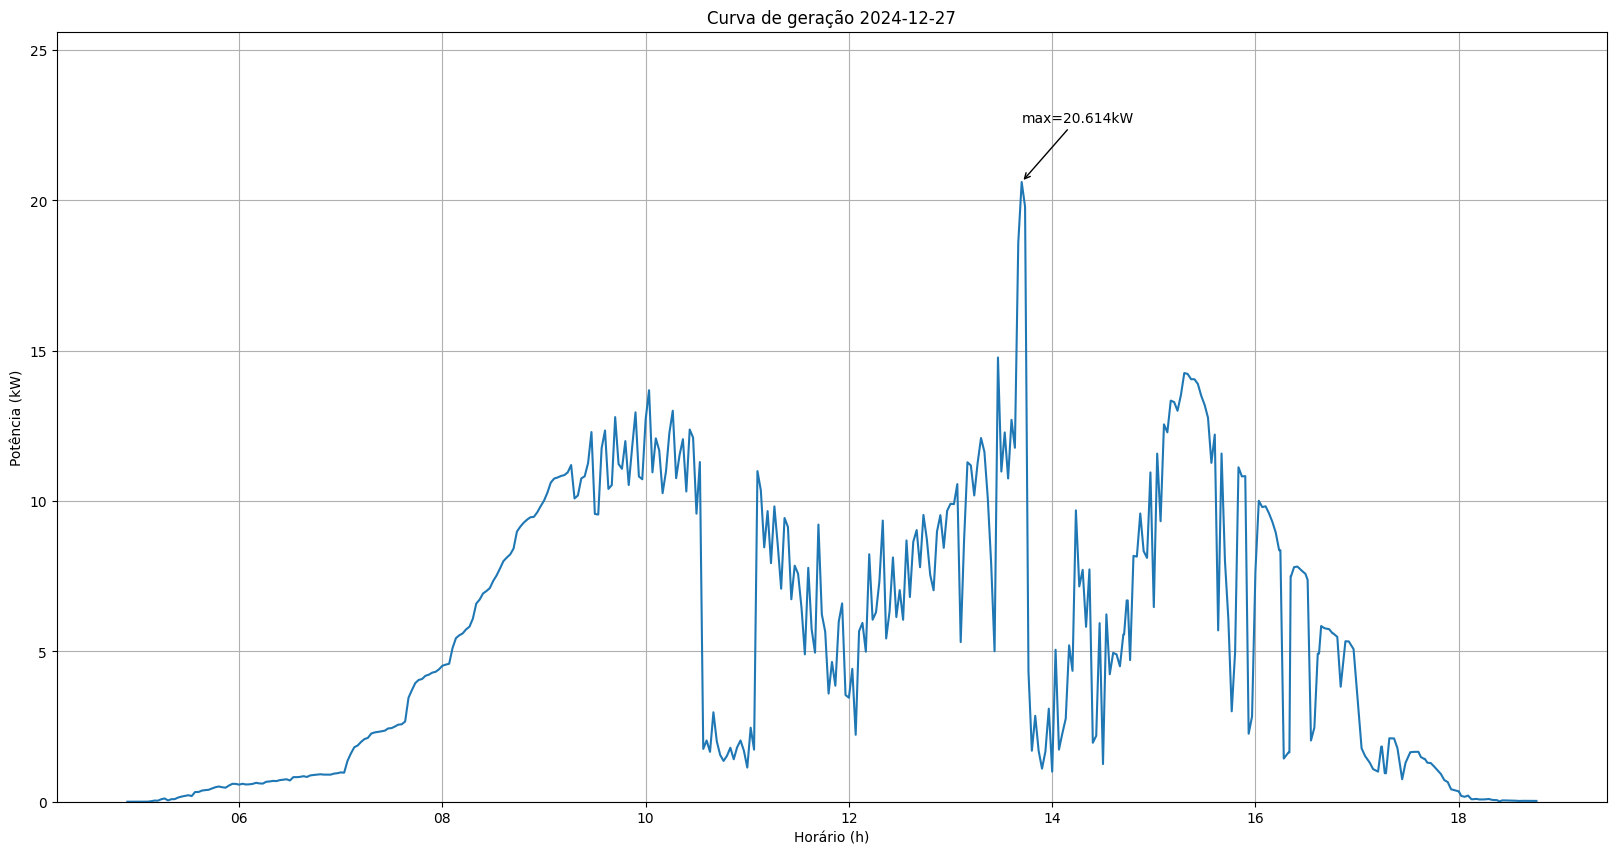 Curva de geração 2024-12-27
25
max=20.614kW
20
15
Potência (kW)
10
5
0
06 08 10 12 14 16 18
Horário (h)